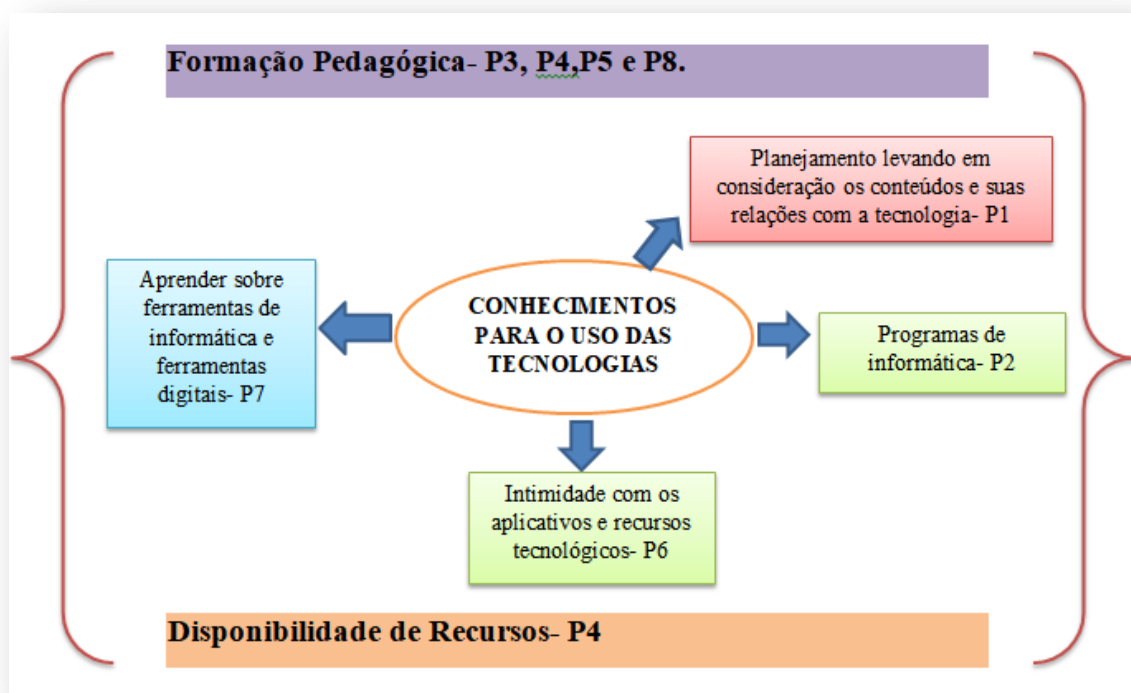 Formação Pedagógica- P3, P4,P5 e P8.
Planejamento levando em
consideração os conteúdos e suas
relações com a tecnologia- P1
Aprender sobre
ferramentas de
informática e
ferramentas
digitais- P7
CONHECIMENTOS
PARA O USO DAS
TECNOLOGIAS
Programas de
informática- P2
Intimidade com os
aplicativos e recursos
tecnológicos- P6
Disponibilidade de Recursos- P4